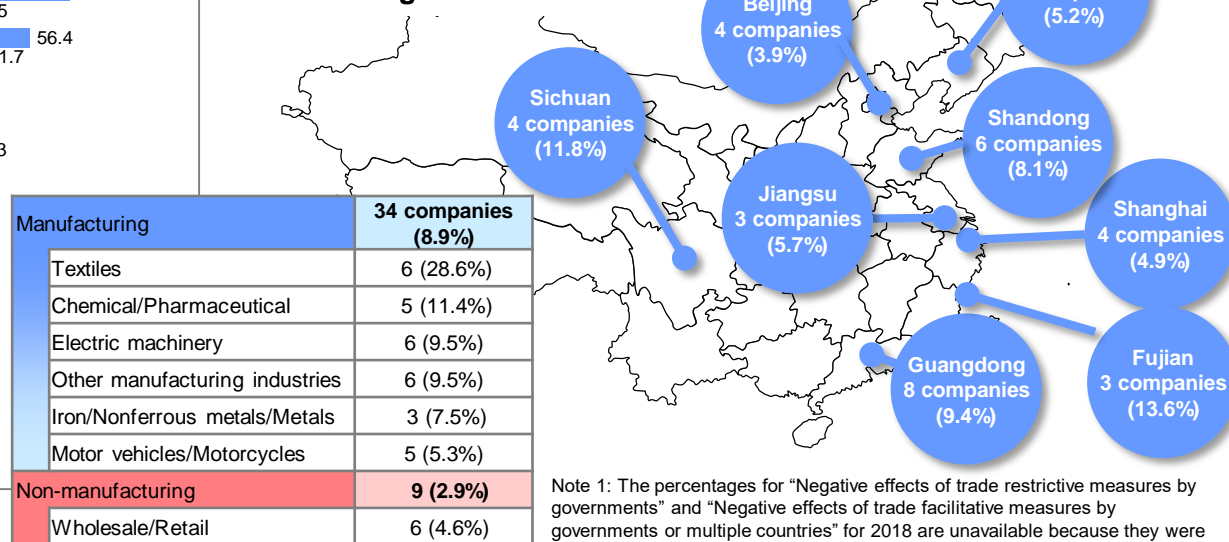 5
56.4
1.7
3
Beijing
4 companies
(3.9%)
(5.2%)
Sichuan
4 companies
(11.8%)
Shandong
6 companies
(8.1%)
Jiangsu
3 companies
(5.7%)
Shanghai
4 companies
(4.9%)
Guangdong
8 companies
(9.4%)
Fujian
3 companies
(13.6%)
Manufacturing 34 companies
(8.9%)
Textiles 6 (28.6%)
Chemical/Pharmaceutical 5 (11.4%)
Electric machinery 6 (9.5%)
Other manufacturing industries 6 (9.5%)
Iron/Nonferrous metals/Metals 3 (7.5%)
Motor vehicles/Motorcycles 5 (5.3%)
Non-manufacturing 9 (2.9%)
Wholesale/Retail 6 (4.6%)
Note 1: The percentages for “Negative effects of trade restrictive measures by
governments” and “Negative effects of trade facilitative measures by
governments or multiple countries” for 2018 are unavailable because they were